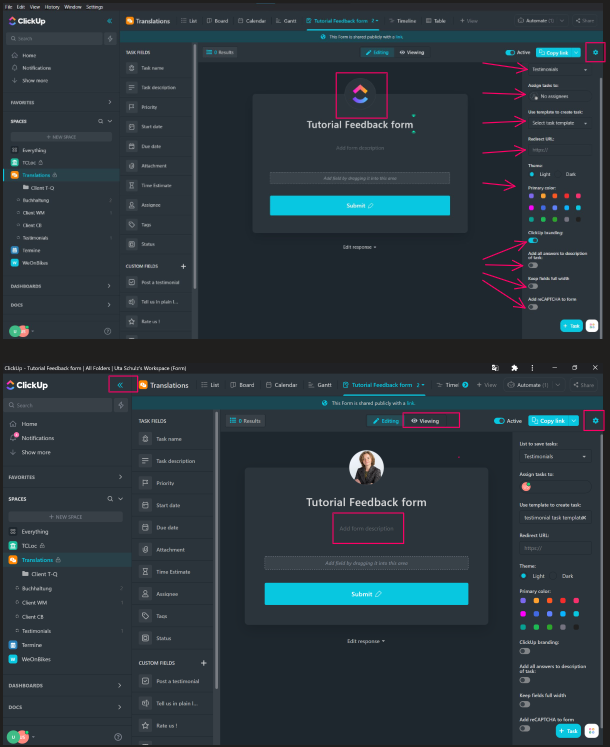 File Edit View History Window Settings
ClickUp
Translations
List
Board
Calendar
Gantt
Tutorial Feedback form 2
Timeline
Table
+ View
Automate (1)
Share
This Form is shared publicly with a link.
Search
Home
Notifications
Show more
FAVORITES
SPACES
+ NEW SPACE
Everything
TCLoc
Translations
Client T-Q
Buchhaltung
Client WM
Client CB
Testimonials
Termine
WeOnBikes
DASHBOARDS
DOCS
TASK FIELDS
Task name
Task description
Priority
Start date
Due date
Attachment
Time Estimate
Assignee
Tags
Status
CUSTOM FIELDS +
Post a testimonial
Tell us in plain l...
Rate us !
0 Results
Editing
Viewing
Active
Copy link
Tutorial Feedback form
Add form description
Add field by dragging it into this area
Submit
Edit response
Testimonials
Assign tasks to:
No assignees
Use template to create task:
Select task template
Redirect URL:
https://
Theme:
Light
Dark
Primary color:
ClickUp branding:
Add all answers to description
of task:
Keep fields full width
Add reCAPTCHA to form
+ Task
ClickUp - Tutorial Feedback form | All Folders | Uta Schulz's Workspace (Form)
ClickUp
Translations
List
Board
Calendar
Gantt
Tutorial Feedback form 2
Timel
+ View
Automate (1)
Share
This Form is shared publicly with a link.
Search
Home
Notifications
Show more
FAVORITES
SPACES
+ NEW SPACE
Everything
TCLoc
Translations
Client T-Q
Buchhaltung
Client WM
Client CB
Testimonials
Termine
WeOnBikes
DASHBOARDS
DOCS
TASK FIELDS
Task name
Task description
Priority
Start date
Due date
Attachment
Time Estimate
Assignee
Tags
Status
CUSTOM FIELDS +
Post a testimonial
Tell us in plain l...
Rate us !
0 Results
Editing
Viewing
Active
Copy link
Tutorial Feedback form
Add form description
Add field by dragging it into this area
Submit
Edit response
List to save tasks:
Testimonials
Assign tasks to:
Use template to create task:
testimonial task template
Redirect URL:
https://
Theme:
Light
Dark
Primary color:
ClickUp branding:
Add all answers to description
of task:
Keep fields full width
Add reCAPTCHA to form
+ Task